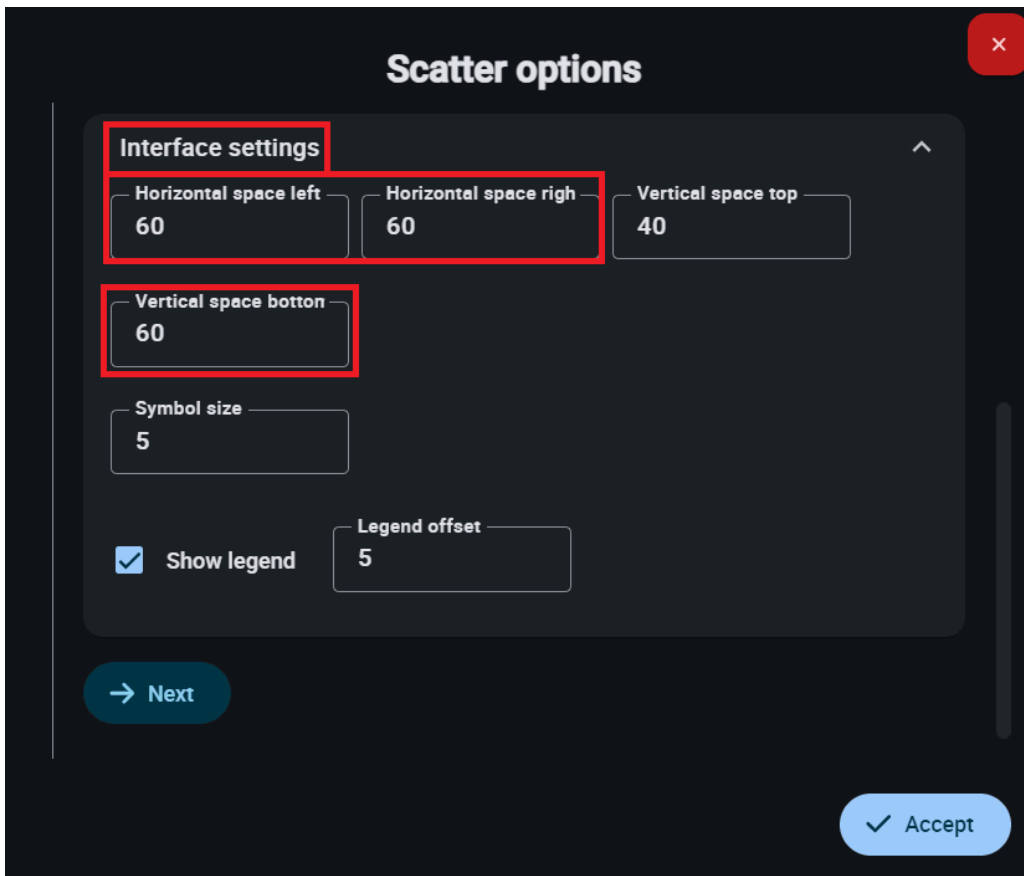 Scatter options
Interface settings
Horizontal space left
Horizontal space righ
Vertical space top
60
60
40
Vertical space botton
60
Symbol size
5
Show legend
Legend offset
5
Next
Accept